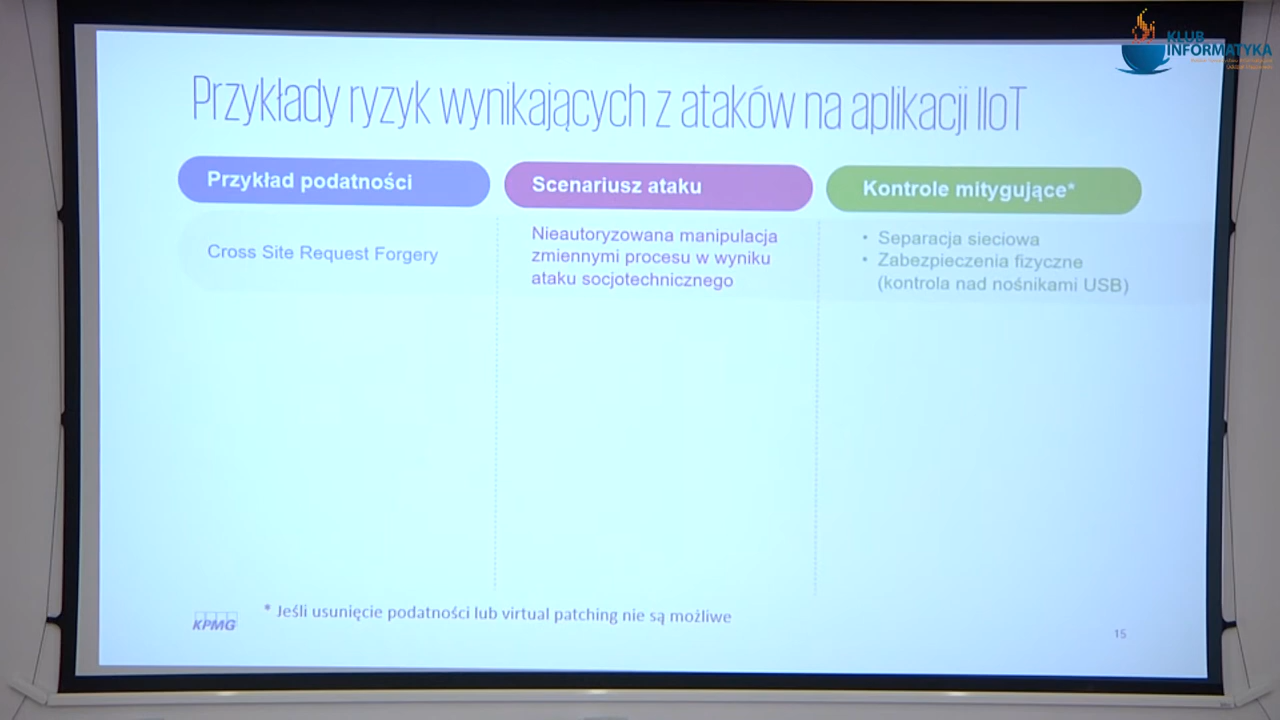 KLUB
INFORMATYKA
Przykłady ryzyk wynikających z ataków na aplikacji IIoT
Przykład podatności
Scenariusz ataku
Kontrole mitygujące*
Cross Site Request Forgery
Nieautoryzowana manipulacja
zmiennymi procesu w wyniku
ataku socjotechnicznego
• Separacja sieciowa
• Zabezpieczenia fizyczne
(kontrola nad nośnikami USB)
* Jeśli usunięcie podatności lub virtual patching nie są możliwe
KPMG
15